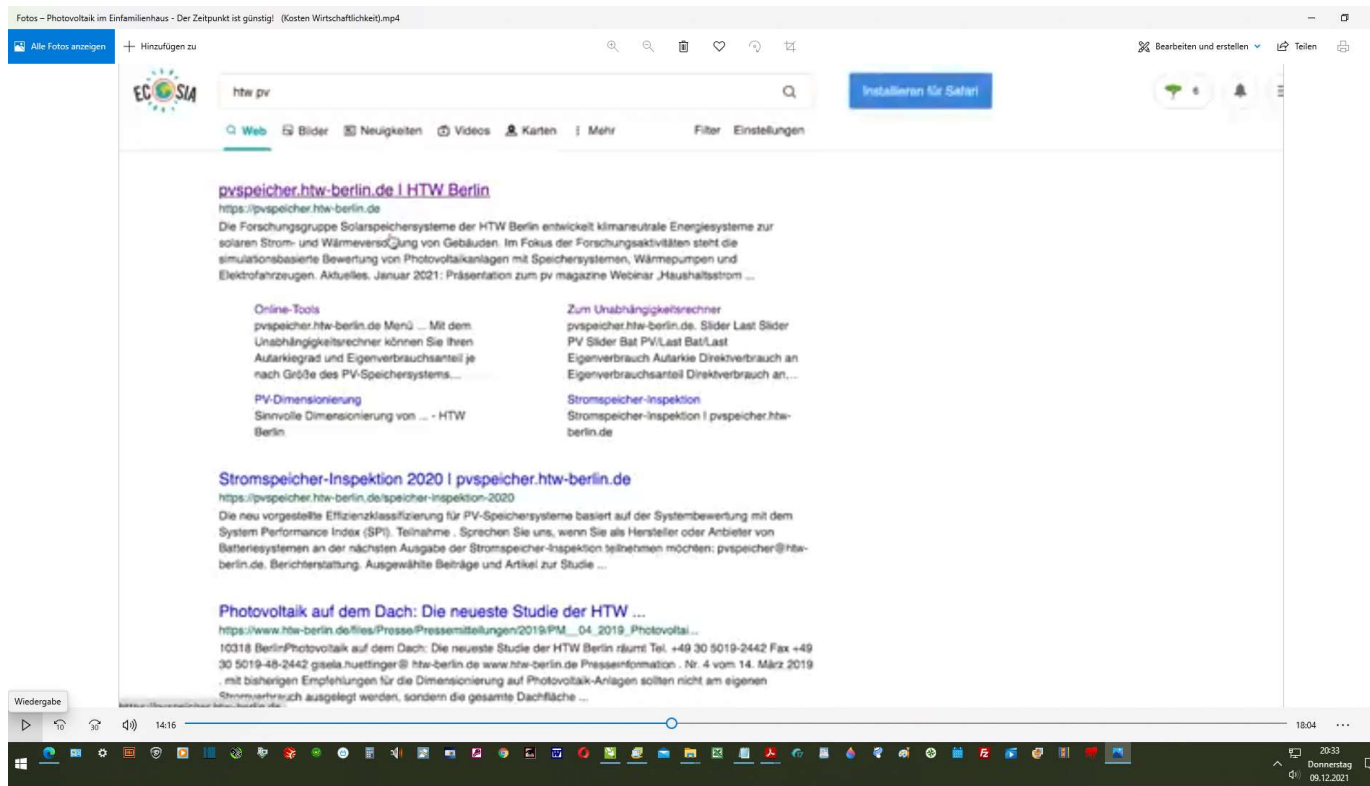 Fotos – Photovoltaik im Einfamilienhaus - Der Zeitpunkt ist günstig! (Kosten Wirtschaftlichkeit).mp4
Alle Fotos anzeigen
Hinzufügen zu
Bearbeiten und erstellen
Teilen
ECOSIA
htw pv
Installieren für Safari
6
Web Bilder Neuigkeiten Videos Karten Mehr Filter Einstellungen
pvspeicher.htw-berlin.de | HTW Berlin
https://pvspeicher.htw-berlin.de
Die Forschungsgruppe Solarspeichersysteme der HTW Berlin entwickelt klimaneutrale Energiesysteme zur
solaren Strom- und Wärmeversorgung von Gebäuden. Im Fokus der Forschungsaktivitäten steht die
simulationsbasierte Bewertung von Photovoltaikanlagen mit Speichersystemen, Wärmepumpen und
Elektrofahrzeugen. Aktuelles. Januar 2021: Präsentation zum pv magazine Webinar „Haushaltsstrom ...
Online-Tools
pvspeicher.htw-berlin.de Menü ... Mit dem
Unabhängigkeitsrechner können Sie Ihren
Autarkiegrad und Eigenverbrauchsanteil je
nach Größe des PV-Speichersystems....
Zum Unabhängigkeitsrechner
pvspeicher.htw-berlin.de. Slider Last Slider
PV Slider Bat PV/Last Bat/Last
Eigenverbrauch Autarkie Direktverbrauch an
Eigenverbrauchsanteil Direktverbrauch an,...
PV-Dimensionierung
Sinnvolle Dimensionierung von ... - HTW
Berlin
Stromspeicher-Inspektion
Stromspeicher-Inspektion | pvspeicher.htw-
berlin.de
Stromspeicher-Inspektion 2020 | pvspeicher.htw-berlin.de
https://pvspeicher.htw-berlin.de/speicher-inspektion-2020
Die neu vorgestellte Effizienzklassifizierung für PV-Speichersysteme basiert auf der Systembewertung mit dem
System Performance Index (SPI). Teilnahme . Sprechen Sie uns, wenn Sie als Hersteller oder Anbieter von
Batteriesystemen an der nächsten Ausgabe der Stromspeicher-Inspektion teilnehmen möchten: pvspeicher@htw-
berlin.de. Berichterstattung. Ausgewählte Beiträge und Artikel zur Studie ...
Photovoltaik auf dem Dach: Die neueste Studie der HTW ...
https://www.htw-berlin.de/files/Presse/Pressemitteilungen/2019/PM__04_2019_Photovoltai...
10318 BerlinPhotovoltaik auf dem Dach: Die neueste Studie der HTW Berlin räumt Tel. +49 30 5019-2442 Fax +49
30 5019-48-2442 gisela.huettinger@ htw-berlin.de www.htw-berlin.de Presseinformation . Nr. 4 vom 14. März 2019
. mit bisherigen Empfehlungen für die Dimensionierung auf Photovoltaik-Anlagen sollten nicht am eigenen
Stromverbrauch ausgelegt werden, sondern die gesamte Dachfläche ...
https://pvspeicher.htw-berlin.de
Wiedergabe
10 30 14:16 18:04
20:33
Donnerstag
09.12.2021